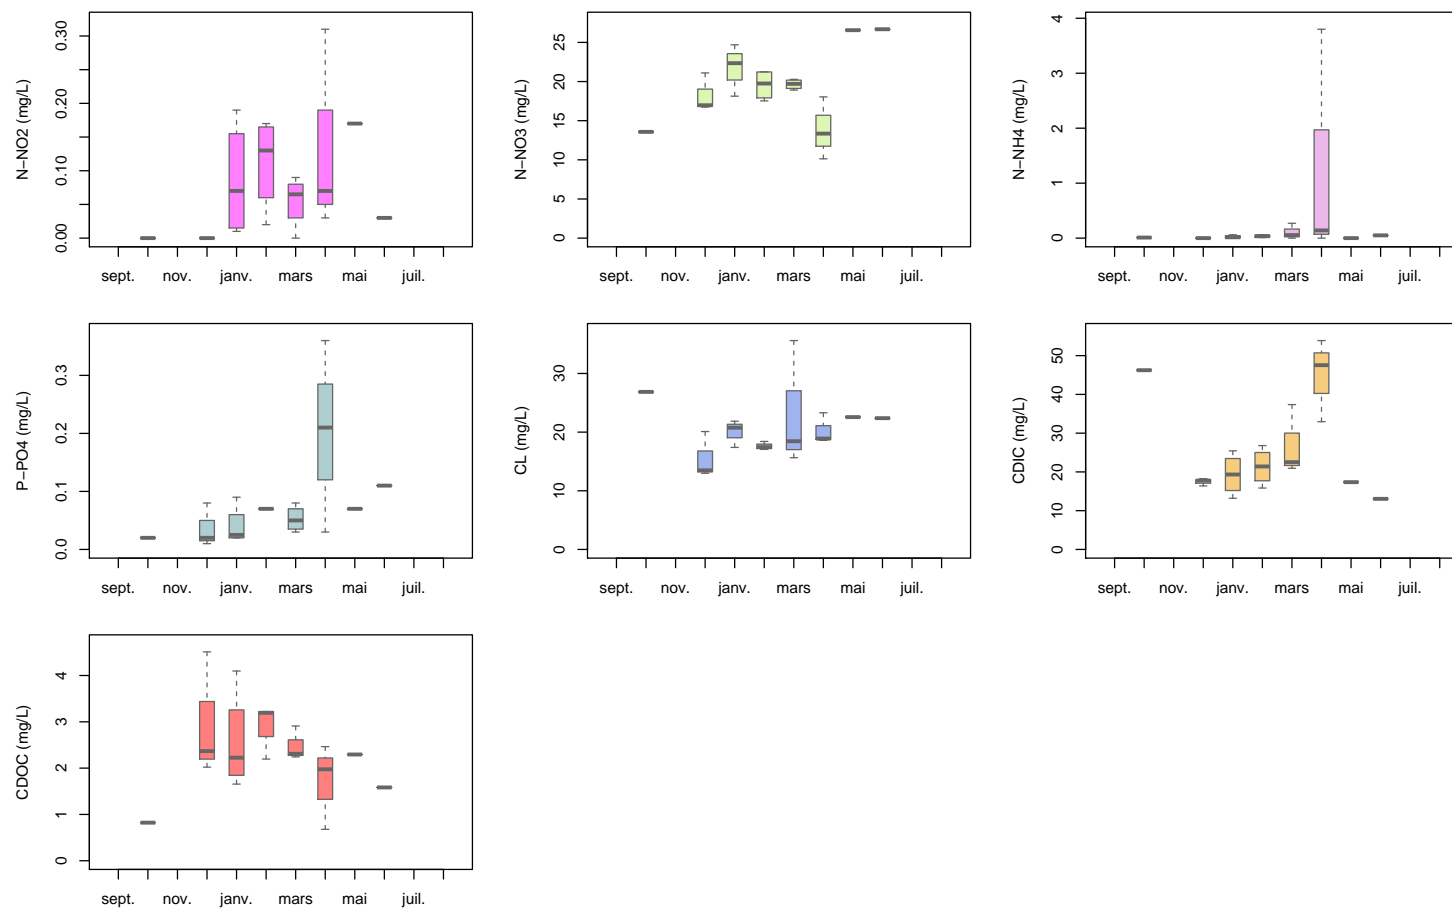 N−NO2 (mg/L)
0.00 0.10 0.20 0.30
sept. nov. janv. mars mai juil.
N−NO3 (mg/L)
0 5 10 15 20 25
sept. nov. janv. mars mai juil.
N−NH4 (mg/L)
0 1 2 3 4
sept. nov. janv. mars mai juil.
P−PO4 (mg/L)
0.0 0.1 0.2 0.3
sept. nov. janv. mars mai juil.
CL (mg/L)
0 10 20 30
sept. nov. janv. mars mai juil.
CDIC (mg/L)
0 10 20 30 40 50
sept. nov. janv. mars mai juil.
CDOC (mg/L)
0 1 2 3 4
sept. nov. janv. mars mai juil.